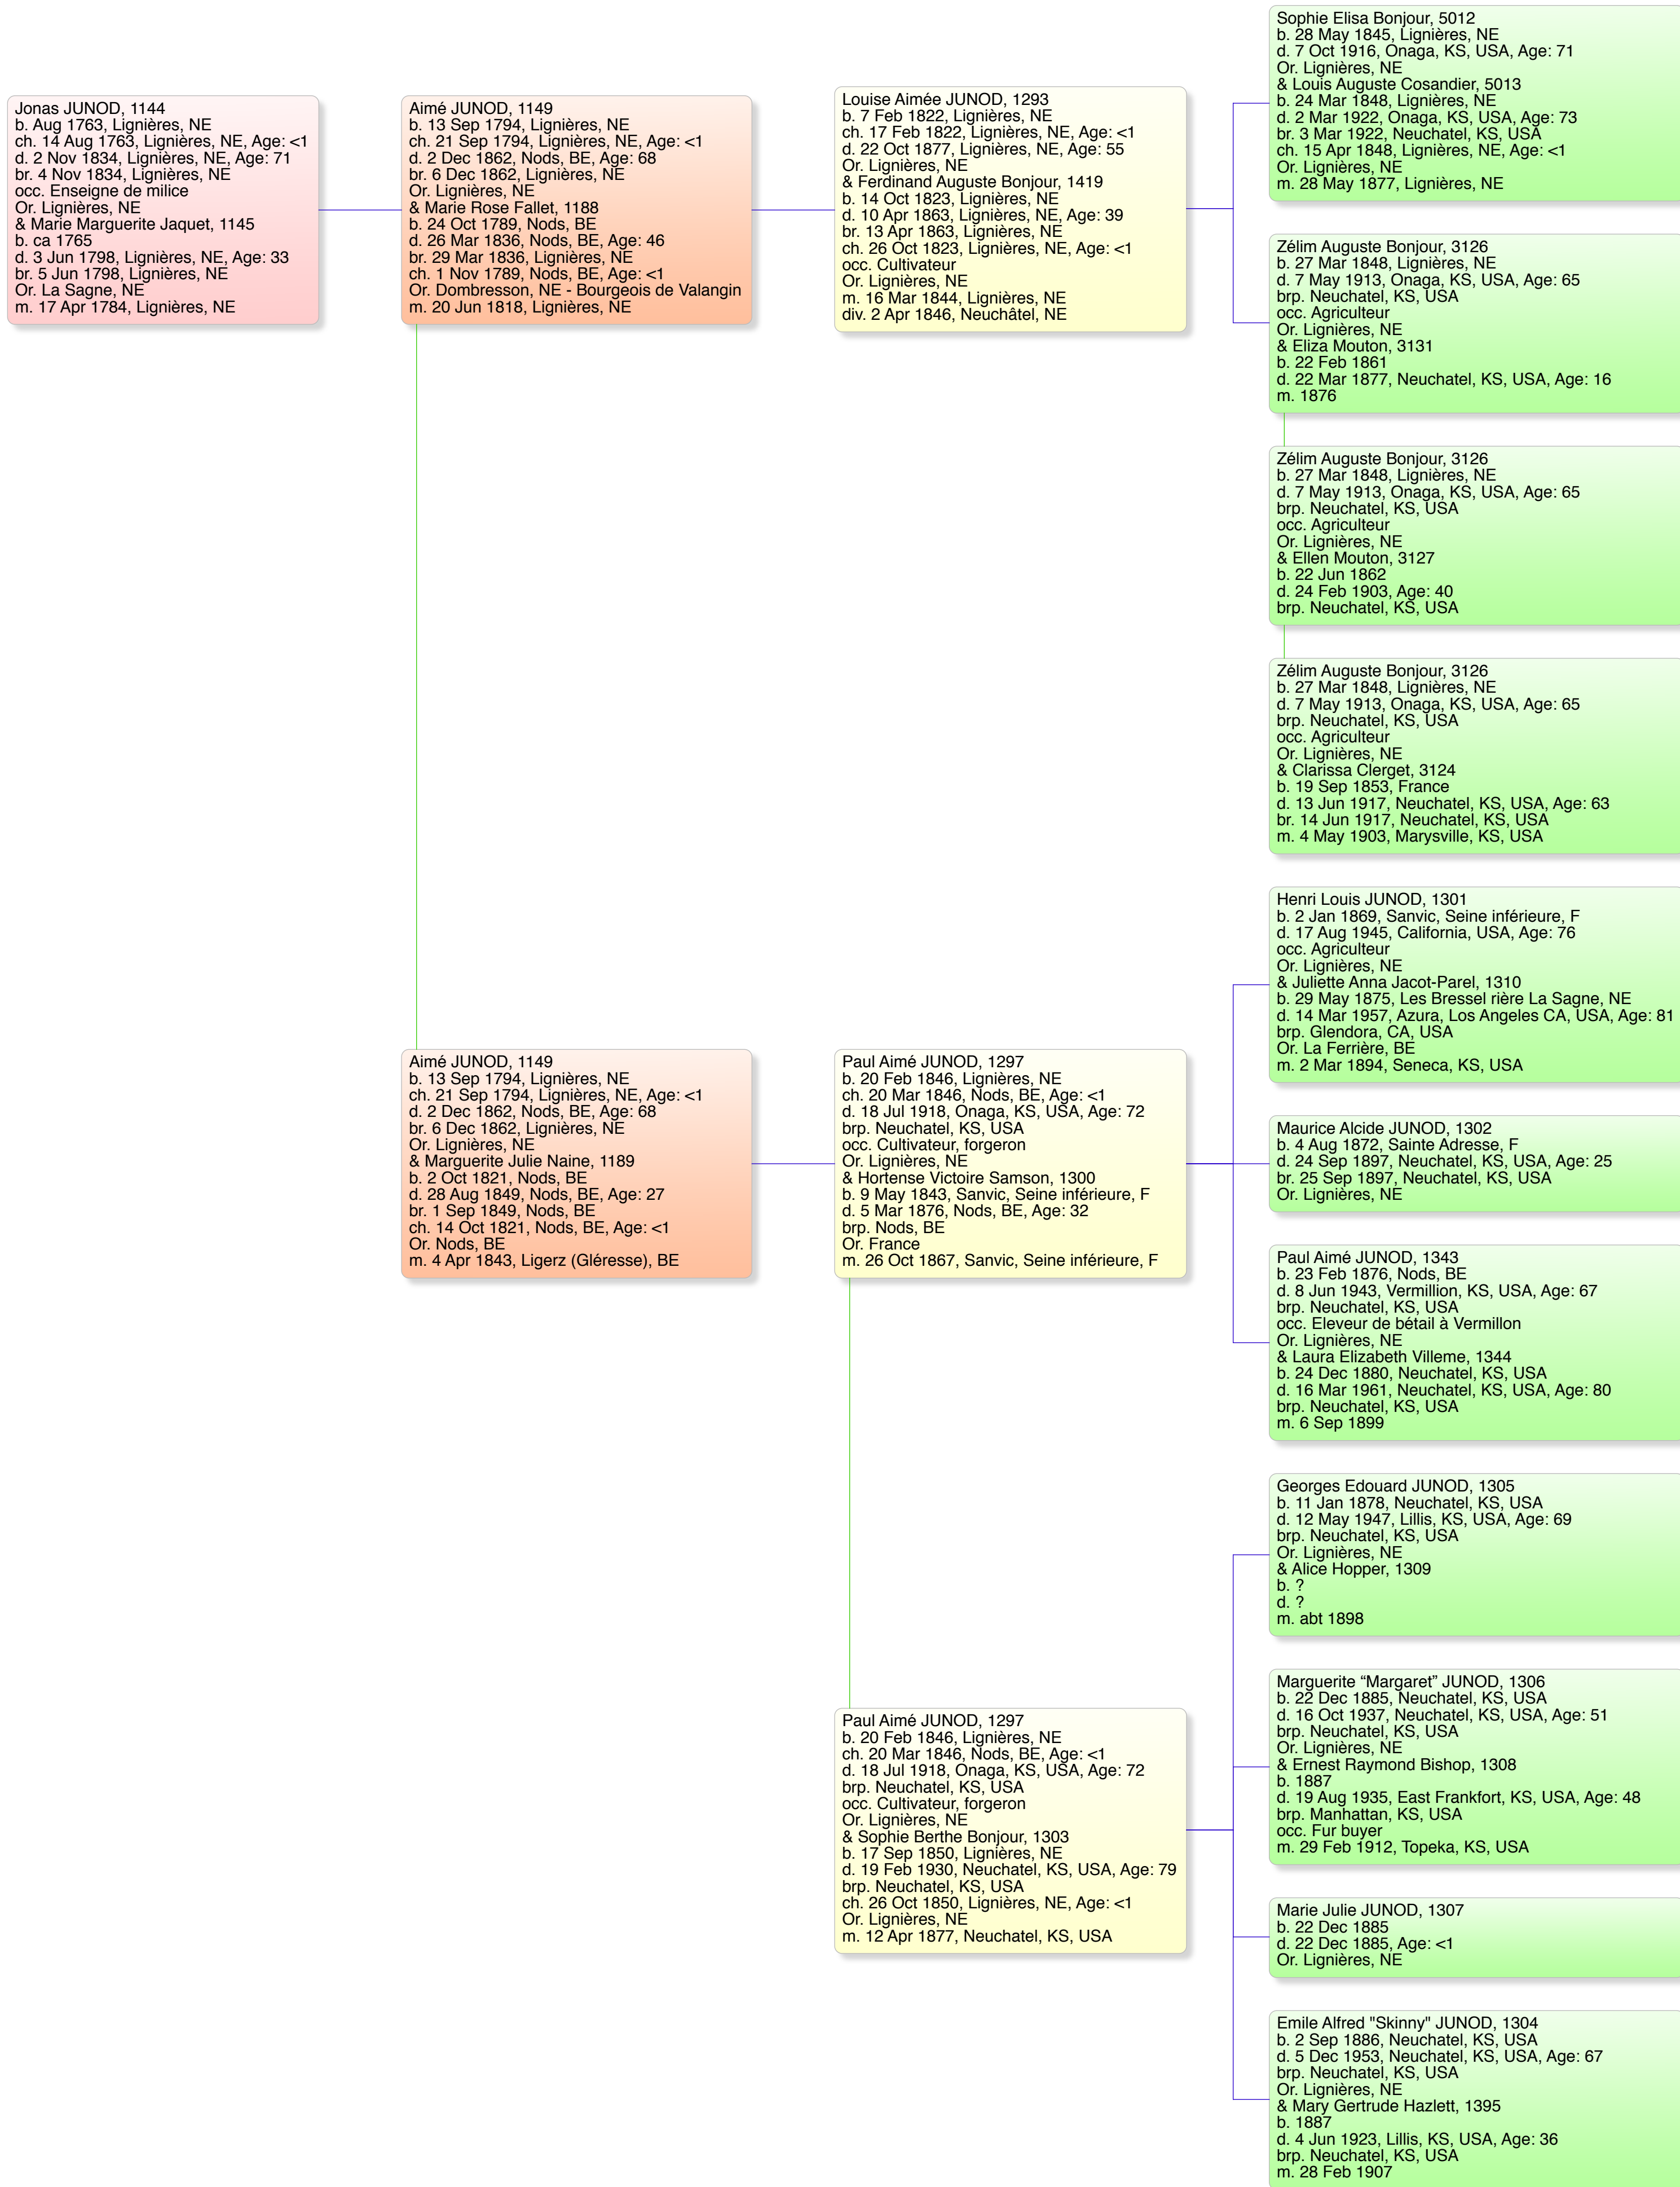 Jonas JUNOD, 1144
b. Aug 1763, Lignières, NE
ch. 14 Aug 1763, Lignières, NE, Age: <1
d. 2 Nov 1834, Lignières, NE, Age: 71
br. 4 Nov 1834, Lignières, NE
occ. Enseigne de milice
Or. Lignières, NE
& Marie Marguerite Jaquet, 1145
b. ca 1765
d. 3 Jun 1798, Lignières, NE, Age: 33
br. 5 Jun 1798, Lignières, NE
Or. La Sagne, NE
m. 17 Apr 1784, Lignières, NE
Aimé JUNOD, 1149
b. 13 Sep 1794, Lignières, NE
ch. 21 Sep 1794, Lignières, NE, Age: <1
d. 2 Dec 1862, Nods, BE, Age: 68
br. 6 Dec 1862, Lignières, NE
Or. Lignières, NE
& Marie Rose Fallet, 1188
b. 24 Oct 1789, Nods, BE
d. 26 Mar 1836, Nods, BE, Age: 46
br. 29 Mar 1836, Lignières, NE
ch. 1 Nov 1789, Nods, BE, Age: <1
Or. Dombresson, NE - Bourgeois de Valangin
m. 20 Jun 1818, Lignières, NE
Louise Aimée JUNOD, 1293
b. 7 Feb 1822, Lignières, NE
ch. 17 Feb 1822, Lignières, NE, Age: <1
d. 22 Oct 1877, Lignières, NE, Age: 55
Or. Lignières, NE
& Ferdinand Auguste Bonjour, 1419
b. 14 Oct 1823, Lignières, NE
d. 10 Apr 1863, Lignières, NE, Age: 39
br. 13 Apr 1863, Lignières, NE
ch. 26 Oct 1823, Lignières, NE, Age: <1
occ. Cultivateur
Or. Lignières, NE
m. 16 Mar 1844, Lignières, NE
div. 2 Apr 1846, Neuchâtel, NE
Sophie Elisa Bonjour, 5012
b. 28 May 1845, Lignières, NE
d. 7 Oct 1916, Onaga, KS, USA, Age: 71
Or. Lignières, NE
& Louis Auguste Cosandier, 5013
b. 24 Mar 1848, Lignières, NE
d. 2 Mar 1922, Onaga, KS, USA, Age: 73
br. 3 Mar 1922, Neuchatel, KS, USA
ch. 15 Apr 1848, Lignières, NE, Age: <1
Or. Lignières, NE
m. 28 May 1877, Lignières, NE
Zélim Auguste Bonjour, 3126
b. 27 Mar 1848, Lignières, NE
d. 7 May 1913, Onaga, KS, USA, Age: 65
brp. Neuchatel, KS, USA
occ. Agriculteur
Or. Lignières, NE
& Eliza Mouton, 3131
b. 22 Feb 1861
d. 22 Mar 1877, Neuchatel, KS, USA, Age: 16
m. 1876
Zélim Auguste Bonjour, 3126
b. 27 Mar 1848, Lignières, NE
d. 7 May 1913, Onaga, KS, USA, Age: 65
brp. Neuchatel, KS, USA
occ. Agriculteur
Or. Lignières, NE
& Ellen Mouton, 3127
b. 22 Jun 1862
d. 24 Feb 1903, Age: 40
brp. Neuchatel, KS, USA
Zélim Auguste Bonjour, 3126
b. 27 Mar 1848, Lignières, NE
d. 7 May 1913, Onaga, KS, USA, Age: 65
brp. Neuchatel, KS, USA
occ. Agriculteur
Or. Lignières, NE
& Clarissa Clerget, 3124
b. 19 Sep 1853, France
d. 13 Jun 1917, Neuchatel, KS, USA, Age: 63
br. 14 Jun 1917, Neuchatel, KS, USA
m. 4 May 1903, Marysville, KS, USA
Aimé JUNOD, 1149
b. 13 Sep 1794, Lignières, NE
ch. 21 Sep 1794, Lignières, NE, Age: <1
d. 2 Dec 1862, Nods, BE, Age: 68
br. 6 Dec 1862, Lignières, NE
Or. Lignières, NE
& Marguerite Julie Naine, 1189
b. 2 Oct 1821, Nods, BE
d. 28 Aug 1849, Nods, BE, Age: 27
br. 1 Sep 1849, Nods, BE
ch. 14 Oct 1821, Nods, BE, Age: <1
Or. Nods, BE
m. 4 Apr 1843, Ligerz (Gléresse), BE
Paul Aimé JUNOD, 1297
b. 20 Feb 1846, Lignières, NE
ch. 20 Mar 1846, Nods, BE, Age: <1
d. 18 Jul 1918, Onaga, KS, USA, Age: 72
brp. Neuchatel, KS, USA
occ. Cultivateur, forgeron
Or. Lignières, NE
& Hortense Victoire Samson, 1300
b. 9 May 1843, Sanvic, Seine inférieure, F
d. 5 Mar 1876, Nods, BE, Age: 32
brp. Nods, BE
Or. France
m. 26 Oct 1867, Sanvic, Seine inférieure, F
Henri Louis JUNOD, 1301
b. 2 Jan 1869, Sanvic, Seine inférieure, F
d. 17 Aug 1945, California, USA, Age: 76
occ. Agriculteur
Or. Lignières, NE
& Juliette Anna Jacot-Parel, 1310
b. 29 May 1875, Les Bressel rière La Sagne, NE
d. 14 Mar 1957, Azura, Los Angeles CA, USA, Age: 81
brp. Glendora, CA, USA
Or. La Ferrière, BE
m. 2 Mar 1894, Seneca, KS, USA
Maurice Alcide JUNOD, 1302
b. 4 Aug 1872, Sainte Adresse, F
d. 24 Sep 1897, Neuchatel, KS, USA, Age: 25
br. 25 Sep 1897, Neuchatel, KS, USA
Or. Lignières, NE
Paul Aimé JUNOD, 1343
b. 23 Feb 1876, Nods, BE
d. 8 Jun 1943, Vermillion, KS, USA, Age: 67
brp. Neuchatel, KS, USA
occ. Eleveur de bétail à Vermillon
Or. Lignières, NE
& Laura Elizabeth Villeme, 1344
b. 24 Dec 1880, Neuchatel, KS, USA
d. 16 Mar 1961, Neuchatel, KS, USA, Age: 80
brp. Neuchatel, KS, USA
m. 6 Sep 1899
Paul Aimé JUNOD, 1297
b. 20 Feb 1846, Lignières, NE
ch. 20 Mar 1846, Nods, BE, Age: <1
d. 18 Jul 1918, Onaga, KS, USA, Age: 72
brp. Neuchatel, KS, USA
occ. Cultivateur, forgeron
Or. Lignières, NE
& Sophie Berthe Bonjour, 1303
b. 17 Sep 1850, Lignières, NE
d. 19 Feb 1930, Neuchatel, KS, USA, Age: 79
brp. Neuchatel, KS, USA
ch. 26 Oct 1850, Lignières, NE, Age: <1
Or. Lignières, NE
m. 12 Apr 1877, Neuchatel, KS, USA
Georges Edouard JUNOD, 1305
b. 11 Jan 1878, Neuchatel, KS, USA
d. 12 May 1947, Lillis, KS, USA, Age: 69
brp. Neuchatel, KS, USA
Or. Lignières, NE
& Alice Hopper, 1309
b. ?
d. ?
m. abt 1898
Marguerite “Margaret” JUNOD, 1306
b. 22 Dec 1885, Neuchatel, KS, USA
d. 16 Oct 1937, Neuchatel, KS, USA, Age: 51
brp. Neuchatel, KS, USA
Or. Lignières, NE
& Ernest Raymond Bishop, 1308
b. 1887
d. 19 Aug 1935, East Frankfort, KS, USA, Age: 48
brp. Manhattan, KS, USA
occ. Fur buyer
m. 29 Feb 1912, Topeka, KS, USA
Marie Julie JUNOD, 1307
b. 22 Dec 1885
d. 22 Dec 1885, Age: <1
Or. Lignières, NE
Emile Alfred "Skinny" JUNOD, 1304
b. 2 Sep 1886, Neuchatel, KS, USA
d. 5 Dec 1953, Neuchatel, KS, USA, Age: 67
brp. Neuchatel, KS, USA
Or. Lignières, NE
& Mary Gertrude Hazlett, 1395
b. 1887
d. 4 Jun 1923, Lillis, KS, USA, Age: 36
brp. Neuchatel, KS, USA
m. 28 Feb 1907